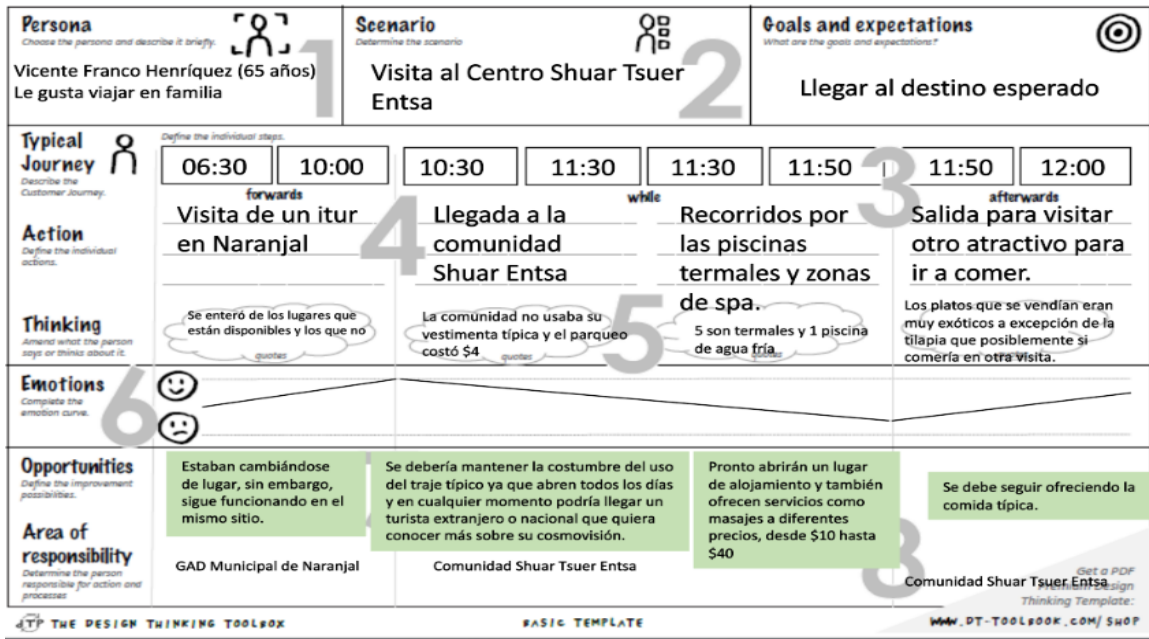 Persona
Choose the persona and describe it briefly.
1
Vicente Franco Henríquez (65 años)
Le gusta viajar en familia
Scenario
Determine the scenario
2
Visita al Centro Shuar Tsuer
Entsa
Goals and expectations
What are the goals and expectations?
Llegar al destino esperado
Typical
Journey
Describe the
Customer Journey.
Define the individual steps.
06:30
10:00
10:30
11:30
11:30
11:50
3
11:50
12:00
forwards
while
afterwards
Action
Define the individual
actions.
Visita de un itur
en Naranjal
4
Llegada a la
comunidad
Shuar Entsa
Recorridos por
las piscinas
termales y zonas
de spa.
Salida para visitar
otro atractivo para
ir a comer.
Thinking
Amend what the person
says or thinks about it.
Se enteró de los lugares que
están disponibles y los que no
quotes
La comunidad no usaba su
vestimenta típica y el parqueo
costó $4
quotes
5
5 son termales y 1 piscina
de agua fría
quotes
Los platos que se vendían eran
muy exóticos a excepción de la
tilapia que posiblemente si
comería en otra visita.
Emotions
Complete the
emotion curve.
6
Opportunities
Define the improvement
possibilities.
Estaban cambiándose
de lugar, sin embargo,
sigue funcionando en el
mismo sitio.
Se debería mantener la costumbre del uso
del traje típico ya que abren todos los días
y en cualquier momento podría llegar un
turista extranjero o nacional que quiera
conocer más sobre su cosmovisión.
Pronto abrirán un lugar
de alojamiento y también
ofrecen servicios como
masajes a diferentes
precios, desde $10 hasta
$40
Se debe seguir ofreciendo la
comida típica.
Area of
responsibility
Determine the person
responsible for action and
processes
GAD Municipal de Naranjal
Comunidad Shuar Tsuer Entsa
8
Comunidad Shuar Tsuer Entsa
Get a PDF
Premium Design
Thinking Template:
WWW.DT-TOOLBOOK.COM/SHOP
DTP THE DESIGN THINKING TOOLBOX
BASIC TEMPLATE